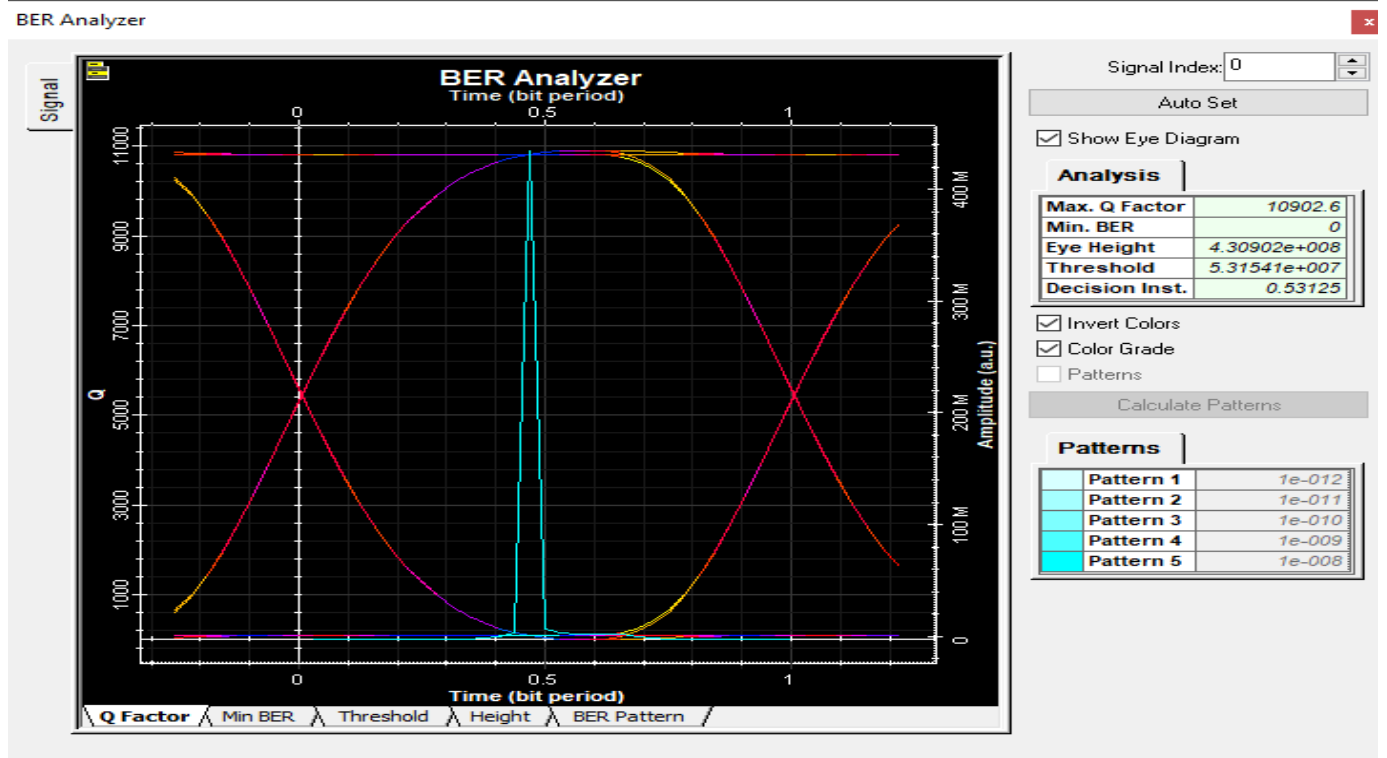 BER Analyzer
x
Signal
BER Analyzer
Time (bit period)
0 0.5 1
11000
9000
7000
5000
3000
1000
Q
400 M
300 M
200 M
100 M
0
Amplitude (a.u.)
0 0.5 1
Time (bit period)
Q Factor Min BER Threshold Height BER Pattern
Signal Index: 0
Auto Set
Show Eye Diagram
Analysis
Max. Q Factor 10902.6
Min. BER 0
Eye Height 4.30902e+008
Threshold 5.31541e+007
Decision Inst. 0.53125
Invert Colors
Color Grade
Patterns
Calculate Patterns
Patterns
Pattern 1 1e-012
Pattern 2 1e-011
Pattern 3 1e-010
Pattern 4 1e-009
Pattern 5 1e-008